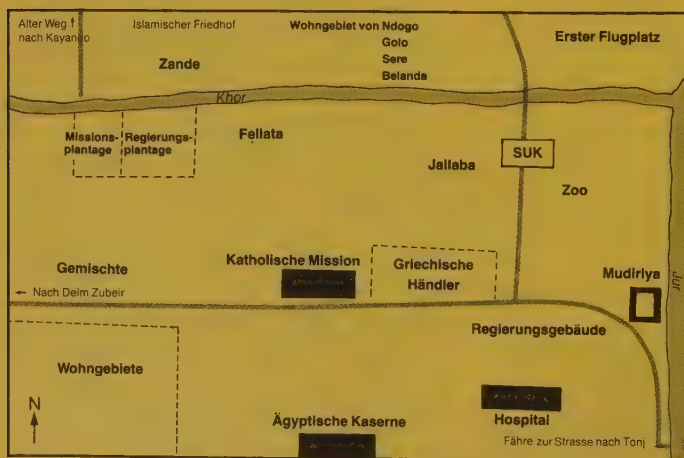 Alter Weg ↑
nach Kayango
Islamischer Friedhof
Wohngebiet von Ndogo
Golo
Sere
Belanda
Erster Flugplatz
Zande
Khor
Missions-
plantage
Regierungs-
plantage
Fellata
Jallaba
SUK
Zoo
Gemischte
Katholische Mission
Griechische
Händler
Mudiriya
Jur
← Nach Deim Zubeir
Regierungsgebäude
Wohngebiete
N
Ägyptische Kaserne
Hospital
Fähre zur Strasse nach Tonj